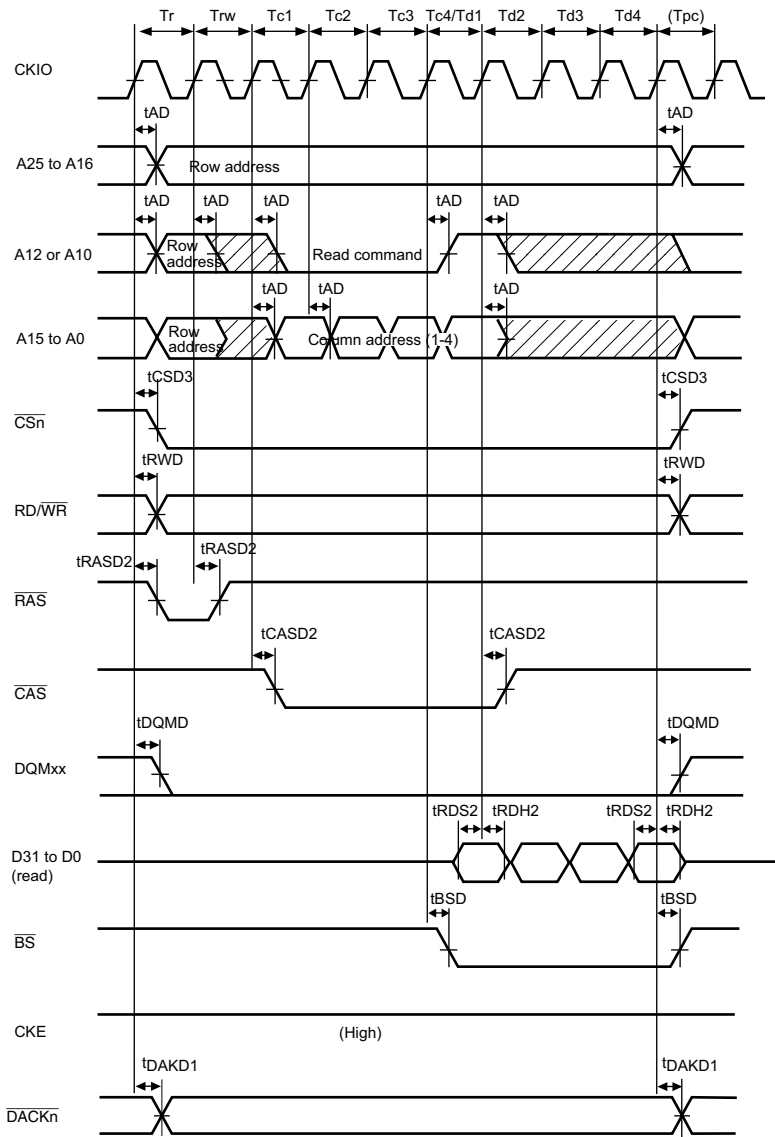 Tr Trw Tc1 Tc2 Tc3 Tc4/Td1 Td2 Td3 Td4 (Tpc)
CKIO
tAD tAD
A25 to A16 Row address
tAD tAD tAD tAD tAD
A12 or A10 Row address Read command
tAD tAD tAD
A15 to A0 Row address Column address (1-4)
tCSD3 tCSD3
CSn
tRWD tRWD
RD/WR
tRASD2 tRASD2
RAS
tCASD2 tCASD2
CAS
tDQMD tDQMD
DQMxx
tRDS2 tRDH2 tRDS2 tRDH2
D31 to D0
(read)
tBSD tBSD
BS
CKE (High)
tDAKD1 tDAKD1
DACKn